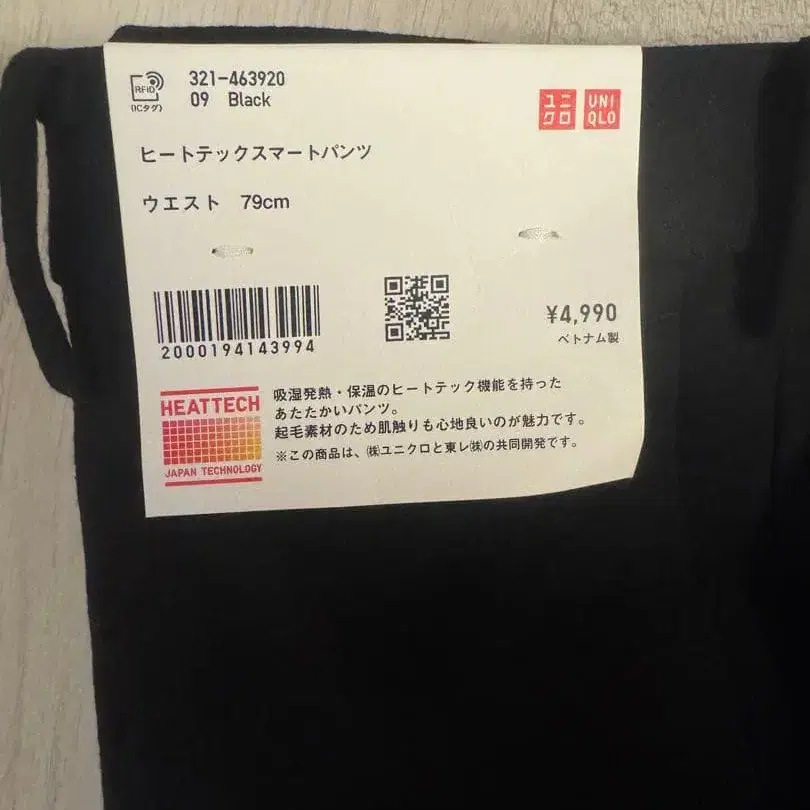 RFID
(ICタグ)
321-463920
09 Black
ユニクロ
UNIQLO
ヒートテックスマートパンツ
ウエスト 79cm
2000194143994
¥4,990
ベトナム製
HEATTECH
JAPAN TECHNOLOGY
吸湿発熱・保温のヒートテック機能を持った
あたたかいパンツ。
起毛素材のため肌触りも心地良いのが魅力です。
※この商品は、㈱ユニクロと東レ㈱の共同開発です。